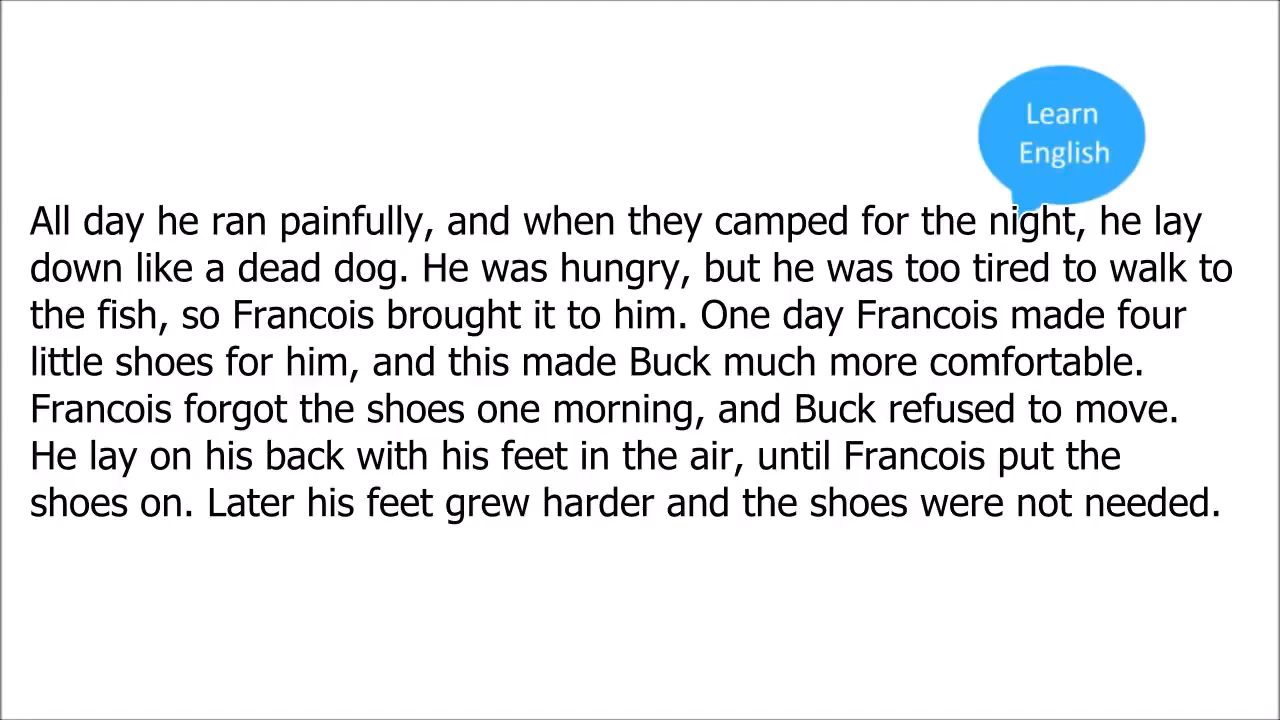 Learn
English
All day he ran painfully, and when they camped for the night, he lay
down like a dead dog. He was hungry, but he was too tired to walk to
the fish, so Francois brought it to him. One day Francois made four
little shoes for him, and this made Buck much more comfortable.
Francois forgot the shoes one morning, and Buck refused to move.
He lay on his back with his feet in the air, until Francois put the
shoes on. Later his feet grew harder and the shoes were not needed.